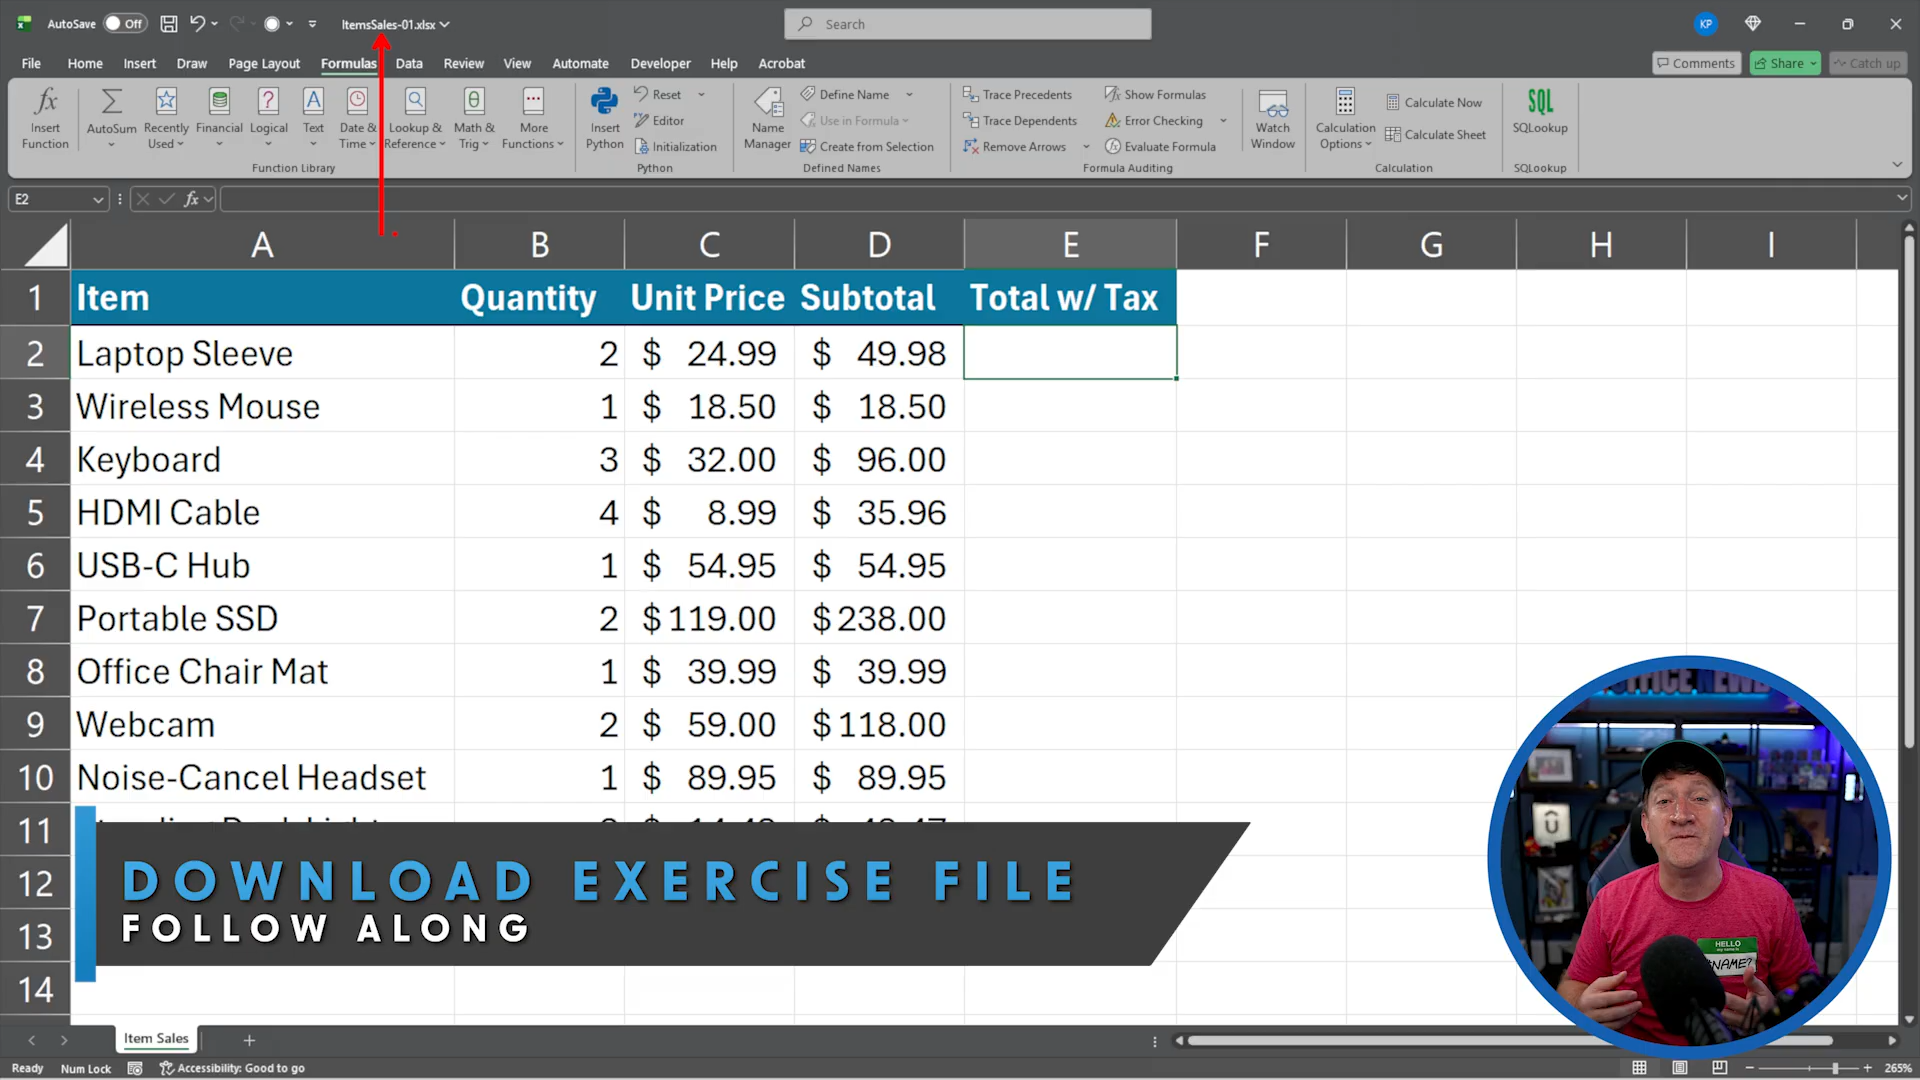 AutoSave Off ItemsSales-01.xlsx Search KP
File Home Insert Draw Page Layout Formulas Data Review View Automate Developer Help Acrobat Comments Share Catch up
Insert Function
AutoSum
Recently Used
Financial
Logical
Text
Date & Time
Lookup & Reference
Math & Trig
More Functions
Function Library
Insert Python
Reset
Editor
Initialization
Python
Name Manager
Define Name
Use in Formula
Create from Selection
Defined Names
Trace Precedents
Trace Dependents
Remove Arrows
Show Formulas
Error Checking
Evaluate Formula
Formula Auditing
Watch Window
Calculation Options
Calculate Now
Calculate Sheet
Calculation
SQL
SQLookup
SQLookup
E2 fx
A B C D E F G H I
1 Item Quantity Unit Price Subtotal Total w/ Tax
2 Laptop Sleeve 2 $ 24.99 $ 49.98
3 Wireless Mouse 1 $ 18.50 $ 18.50
4 Keyboard 3 $ 32.00 $ 96.00
5 HDMI Cable 4 $ 8.99 $ 35.96
6 USB-C Hub 1 $ 54.95 $ 54.95
7 Portable SSD 2 $ 119.00 $ 238.00
8 Office Chair Mat 1 $ 39.99 $ 39.99
9 Webcam 2 $ 59.00 $ 118.00
10 Noise-Cancel Headset 1 $ 89.95 $ 89.95
11
12
13
14
DOWNLOAD EXERCISE FILE
FOLLOW ALONG
HELLO
my name is
#NAME?
Item Sales
Ready Num Lock Accessibility: Good to go 265%